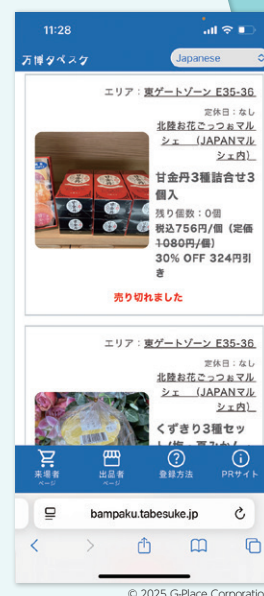 11:28
万博タベスケ
Japanese
エリア：東ゲートゾーン E35-36
定休日：なし
北陸お花ごっつぉマル
シェ （JAPANマル
シェ内）
甘金丹3種詰合せ3
個入
残り個数：0個
税込756円/個（定価
1080円/個）
30% OFF 324円引
き
売り切れました
エリア：東ゲートゾーン E35-36
定休日：なし
北陸お花ごっつぉマル
シェ （JAPANマル
シェ内）
くずきり3種セッ
来場者
ページ
出品者
ページ
登録方法
PRサイト
bampaku.tabesuke.jp
© 2025 G-Place Corporatio